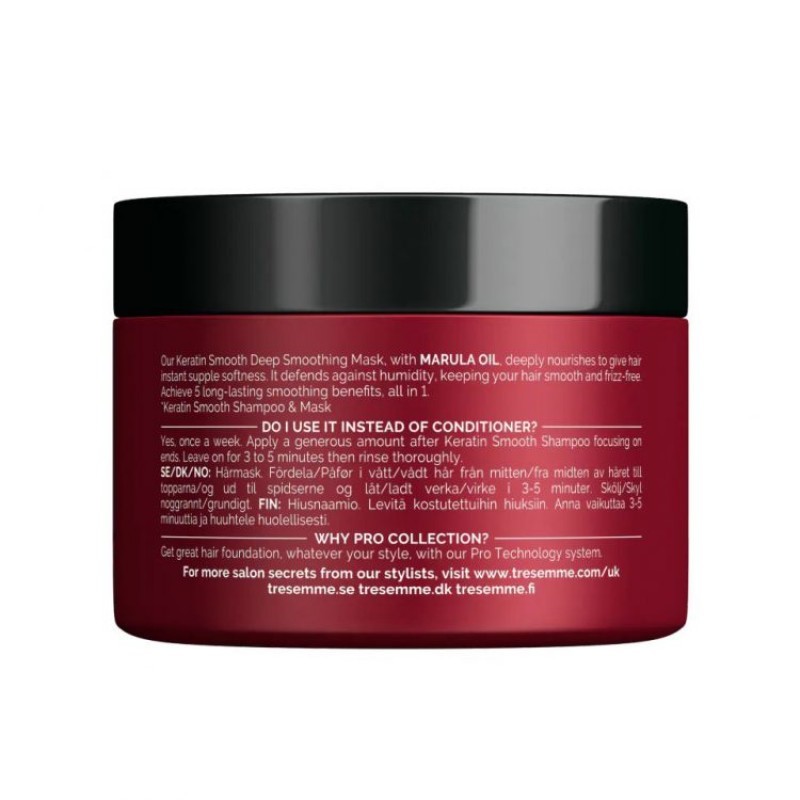 Our Keratin Smooth Deep Smoothing Mask, with MARULA OIL, deeply nourishes to give hair
instant supple softness. It defends against humidity, keeping your hair smooth and frizz-free.
Achieve 5 long-lasting smoothing benefits, all in 1.
*Keratin Smooth Shampoo & Mask
DO I USE IT INSTEAD OF CONDITIONER?
Yes, once a week. Apply a generous amount after Keratin Smooth Shampoo focusing on
ends. Leave on for 3 to 5 minutes then rinse thoroughly.
SE/DK/NO: Hårmask. Fördela/Påfør i vått/vådt hår från mitten/fra midten av håret till
topparna/og ud til spidserne og låt/ladt verka/virke i 3-5 minuter. Skölj/Skyl
noggrannt/grundigt. FIN: Hiusnaamio. Levitä kostutettuihin hiuksiin. Anna vaikuttaa 3-5
minuuttia ja huuhtele huolellisesti.
WHY PRO COLLECTION?
Get great hair foundation, whatever your style, with our Pro Technology system.
For more salon secrets from our stylists, visit www.tresemme.com/uk
tresemme.se tresemme.dk tresemme.fi